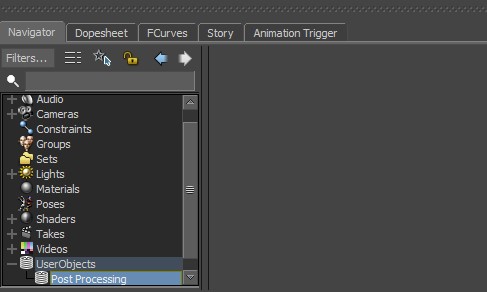 Navigator Dopesheet FCurves Story Animation Trigger
Filters...
Audio
Cameras
Constraints
Groups
Sets
Lights
Materials
Poses
Shaders
Takes
Videos
UserObjects
Post Processing